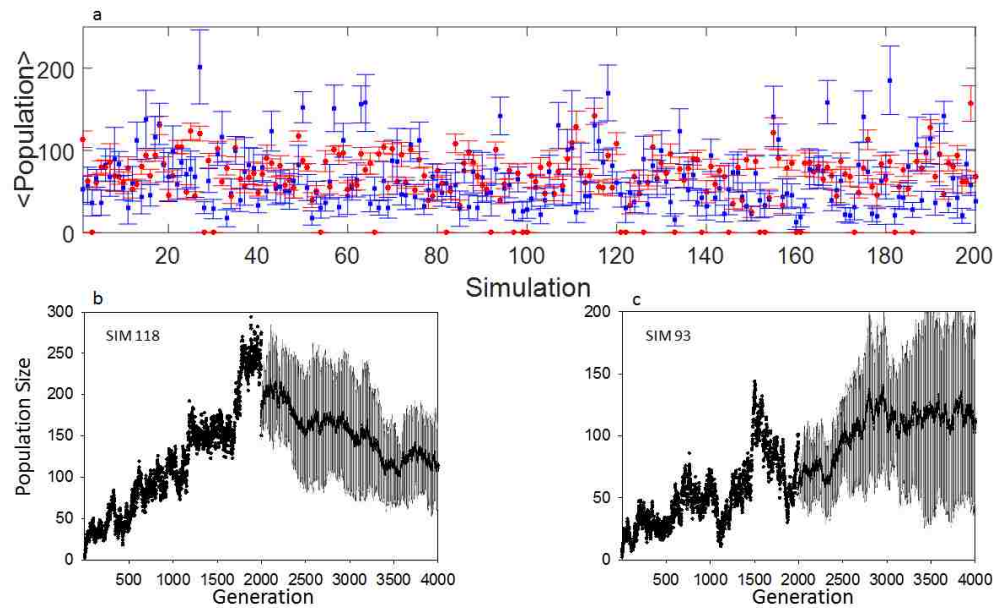 a
<Population>
200
100
0
20 40 60 80 100 120 140 160 180 200
Simulation
b
SIM 118
Population Size
300
250
200
150
100
50
0
500 1000 1500 2000 2500 3000 3500 4000
Generation
c
SIM 93
200
150
100
50
0
500 1000 1500 2000 2500 3000 3500 4000
Generation